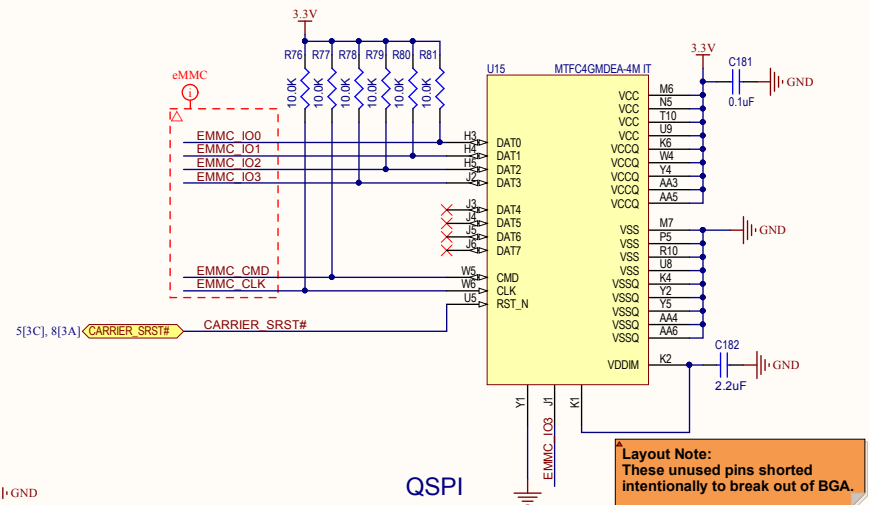 3.3V
R76 R77 R78 R79 R80 R81
10.0K 10.0K 10.0K 10.0K 10.0K 10.0K
eMMC
i
EMMC_IO0
EMMC_IO1
EMMC_IO2
EMMC_IO3
EMMC_CMD
EMMC_CLK
5[3C], 8[3A] CARRIER_SRST# CARRIER_SRST#
U15 MTFC4GMDEA-4M IT
H3 DAT0
H4 DAT1
H5 DAT2
J2 DAT3
J3 DAT4
J4 DAT5
J5 DAT6
J6 DAT7
W5 CMD
W6 CLK
U5 RST_N
VCC M6
VCC N5
VCC T10
VCC U9
VCCQ K6
VCCQ W4
VCCQ Y4
VCCQ AA3
VCCQ AA5
VSS M7
VSS P5
VSS R10
VSS U8
VSSQ K4
VSSQ Y2
VSSQ Y5
VSSQ AA4
VSSQ AA6
VDDIM K2
3.3V
C181
0.1uF
GND
GND
C182
2.2uF
GND
Y1
J1
K1
EMMC_IO3
Layout Note:
These unused pins shorted
intentionally to break out of BGA.
GND
QSPI